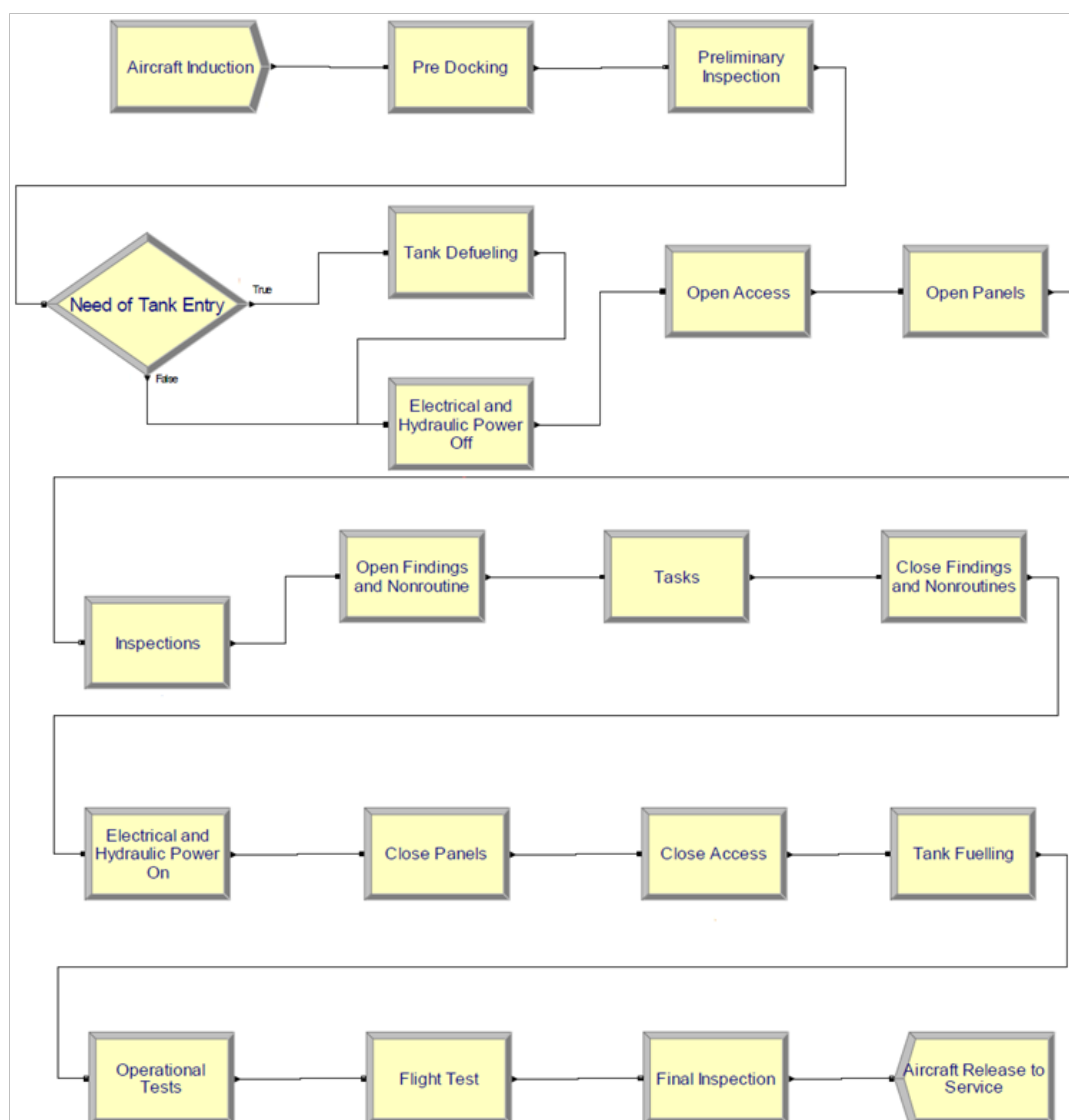 Aircraft Induction
Pre Docking
Preliminary
Inspection
Need of Tank Entry
True
False
Tank Defueling
Electrical and
Hydraulic Power
Off
Open Access
Open Panels
Inspections
Open Findings
and Nonroutine
Tasks
Close Findings
and Nonroutines
Electrical and
Hydraulic Power
On
Close Panels
Close Access
Tank Fuelling
Operational
Tests
Flight Test
Final Inspection
Aircraft Release to
Service